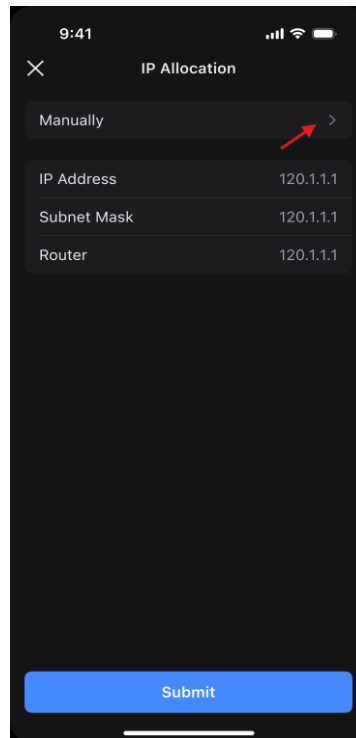 9:41
IP Allocation
Manually
IP Address 120.1.1.1
Subnet Mask 120.1.1.1
Router 120.1.1.1
Submit